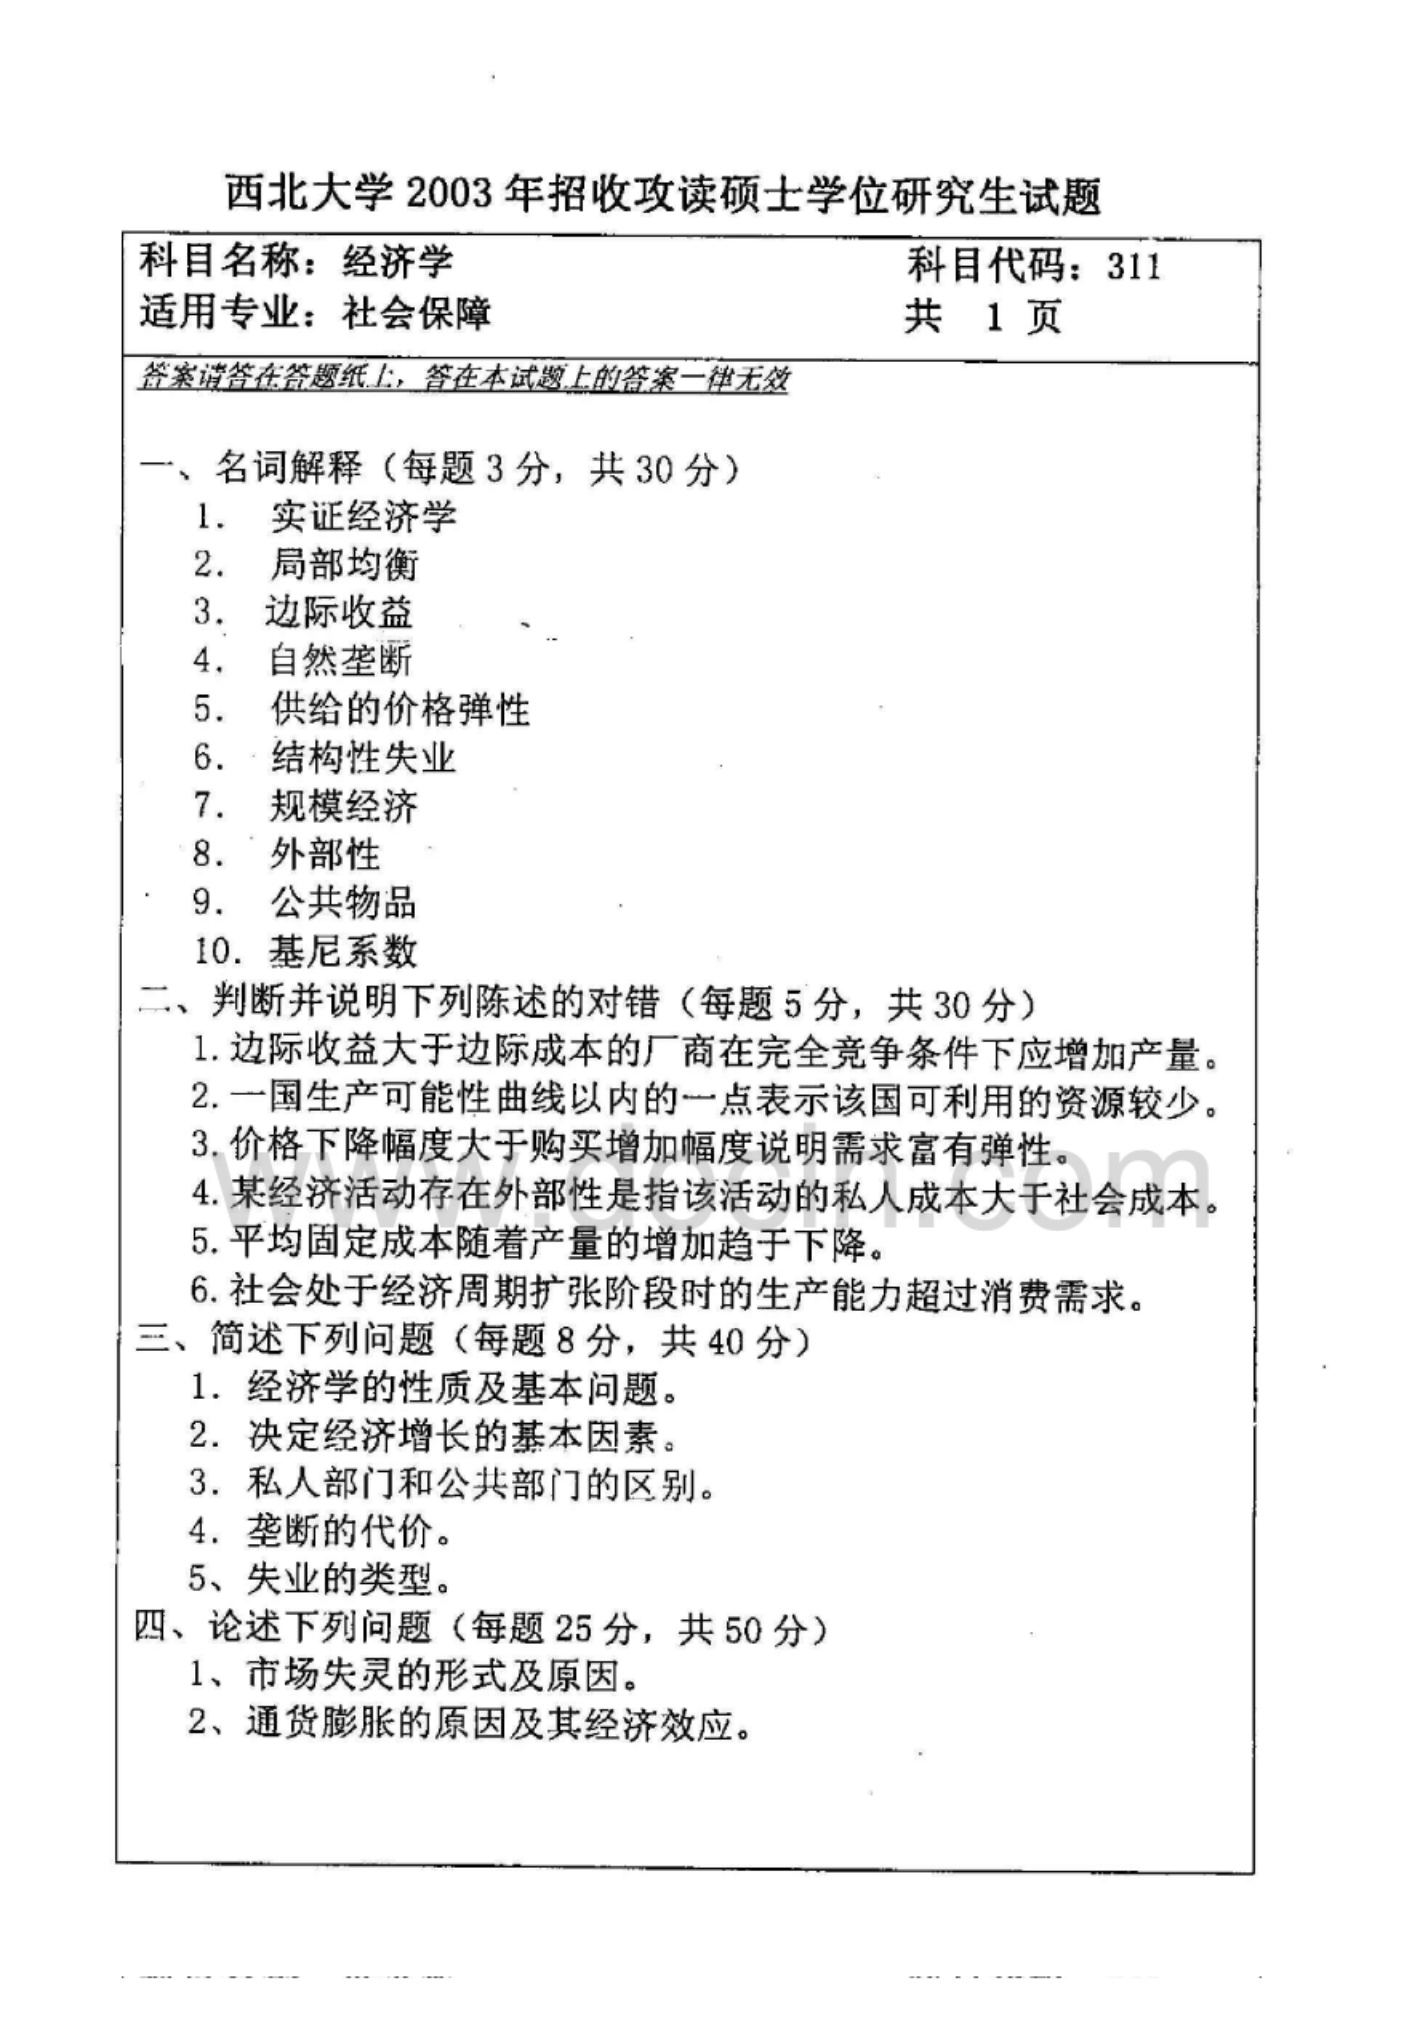 西北大学 2003 年招收攻读硕士学位研究生试题
科目名称：经济学 科目代码：311
适用专业：社会保障 共 1 页
答案请答在答题纸上，答在本试题上的答案一律无效
一、名词解释（每题 3 分，共 30 分）
1. 实证经济学
2. 局部均衡
3. 边际收益
4. 自然垄断
5. 供给的价格弹性
6. 结构性失业
7. 规模经济
8. 外部性
9. 公共物品
10. 基尼系数
二、判断并说明下列陈述的对错（每题 5 分，共 30 分）
1.边际收益大于边际成本的厂商在完全竞争条件下应增加产量。
2.一国生产可能性曲线以内的一点表示该国可利用的资源较少。
3.价格下降幅度大于购买增加幅度说明需求富有弹性。
4.某经济活动存在外部性是指该活动的私人成本大于社会成本。
5.平均固定成本随着产量的增加趋于下降。
6.社会处于经济周期扩张阶段时的生产能力超过消费需求。
三、简述下列问题（每题 8 分，共 40 分）
1. 经济学的性质及基本问题。
2. 决定经济增长的基本因素。
3. 私人部门和公共部门的区别。
4. 垄断的代价。
5、失业的类型。
四、论述下列问题（每题 25 分，共 50 分）
1、市场失灵的形式及原因。
2、通货膨胀的原因及其经济效应。
www.docin.com